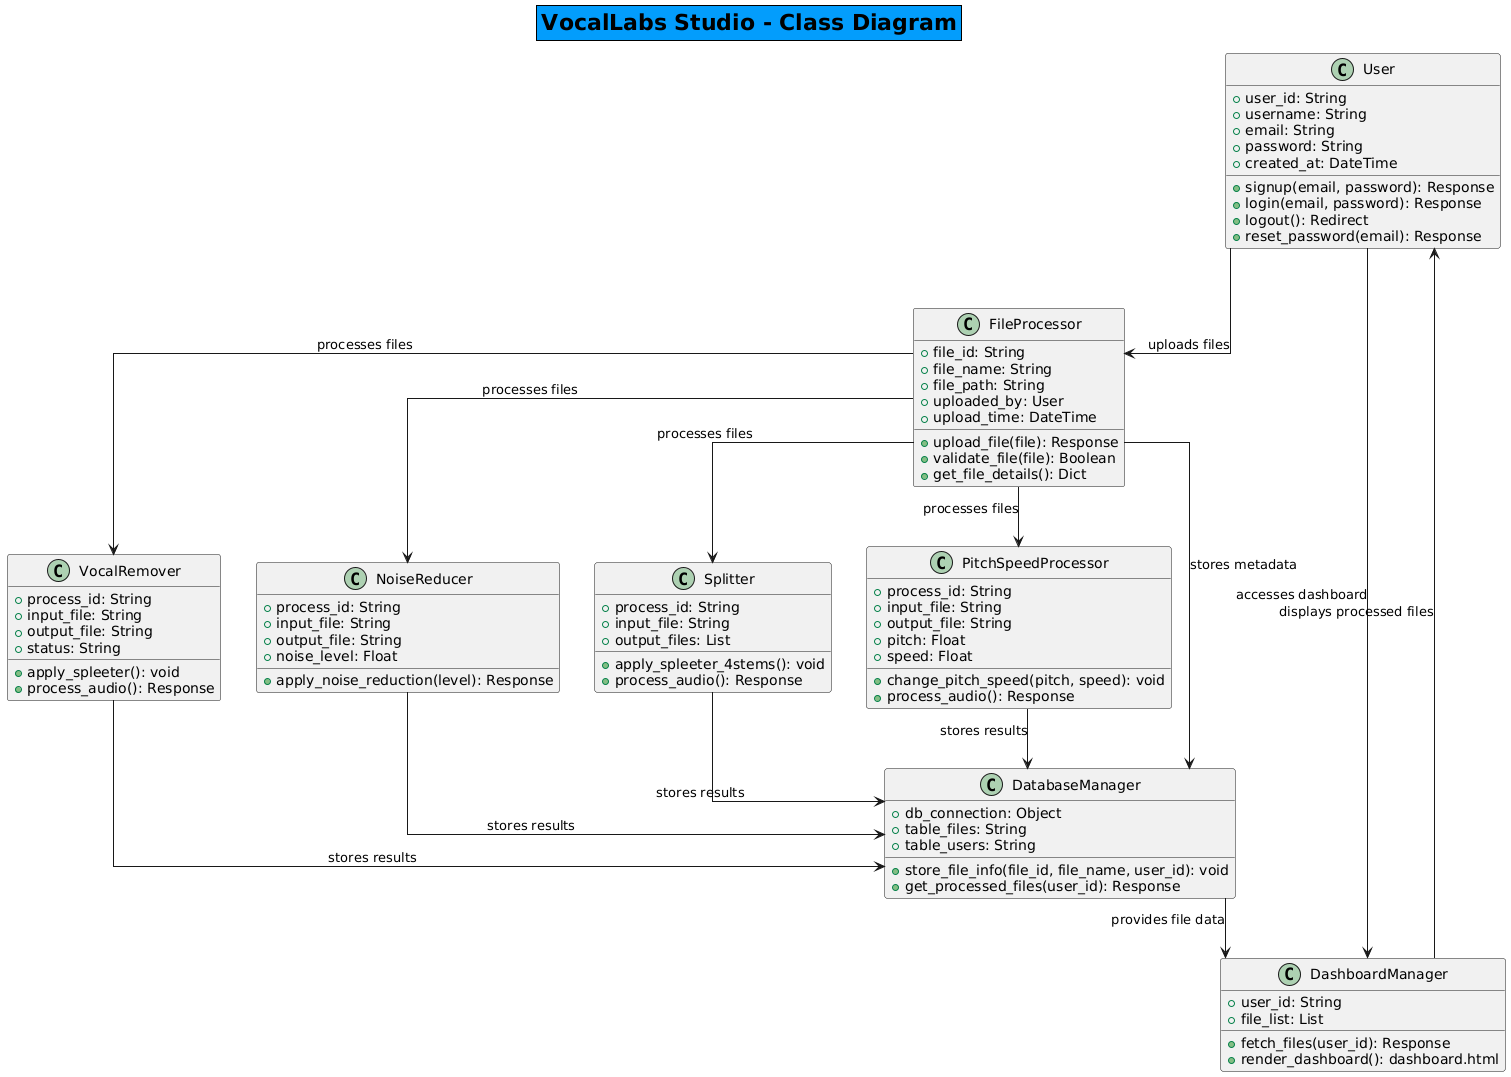 VocalLabs Studio - Class Diagram
C User
user_id: String
username: String
email: String
password: String
created_at: DateTime
signup(email, password): Response
login(email, password): Response
logout(): Redirect
reset_password(email): Response
uploads files
C FileProcessor
file_id: String
file_name: String
file_path: String
uploaded_by: User
upload_time: DateTime
upload_file(file): Response
validate_file(file): Boolean
get_file_details(): Dict
processes files
processes files
processes files
processes files
stores metadata
accesses dashboard
displays processed files
C VocalRemover
process_id: String
input_file: String
output_file: String
status: String
apply_spleeter(): void
process_audio(): Response
C NoiseReducer
process_id: String
input_file: String
output_file: String
noise_level: Float
apply_noise_reduction(level): Response
C Splitter
process_id: String
input_file: String
output_files: List
apply_spleeter_4stems(): void
process_audio(): Response
C PitchSpeedProcessor
process_id: String
input_file: String
output_file: String
pitch: Float
speed: Float
change_pitch_speed(pitch, speed): void
process_audio(): Response
stores results
stores results
stores results
stores results
C DatabaseManager
db_connection: Object
table_files: String
table_users: String
store_file_info(file_id, file_name, user_id): void
get_processed_files(user_id): Response
provides file data
C DashboardManager
user_id: String
file_list: List
fetch_files(user_id): Response
render_dashboard(): dashboard.html